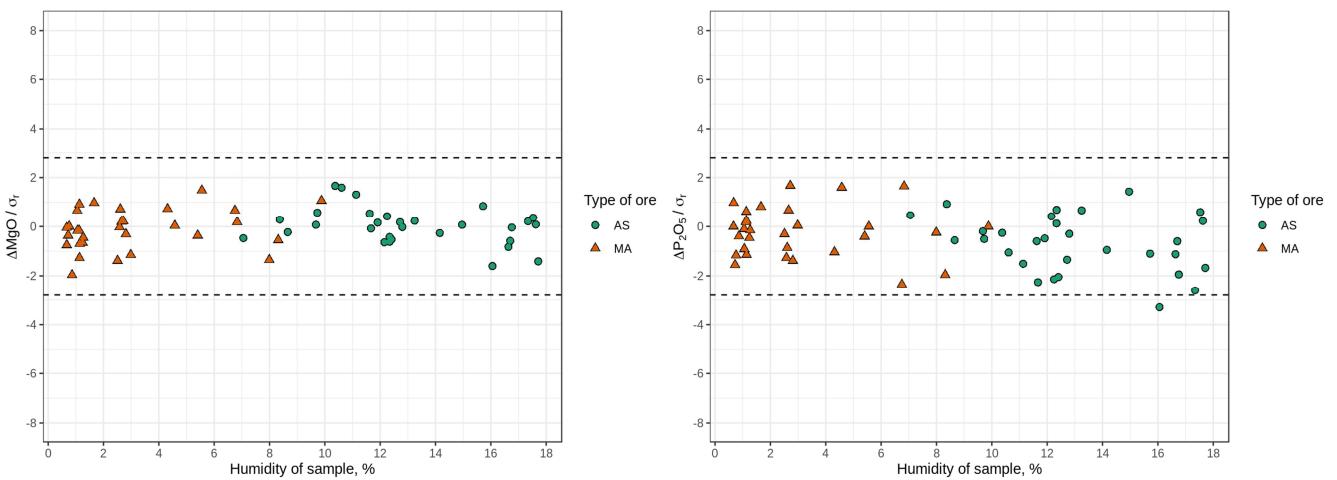 8
6
4
2
0
-2
-4
-6
-8
ΔMgO / σr
0 2 4 6 8 10 12 14 16 18
Humidity of sample, %
Type of ore
AS
MA
8
6
4
2
0
-2
-4
-6
-8
ΔP2O5 / σr
0 2 4 6 8 10 12 14 16 18
Humidity of sample, %
Type of ore
AS
MA